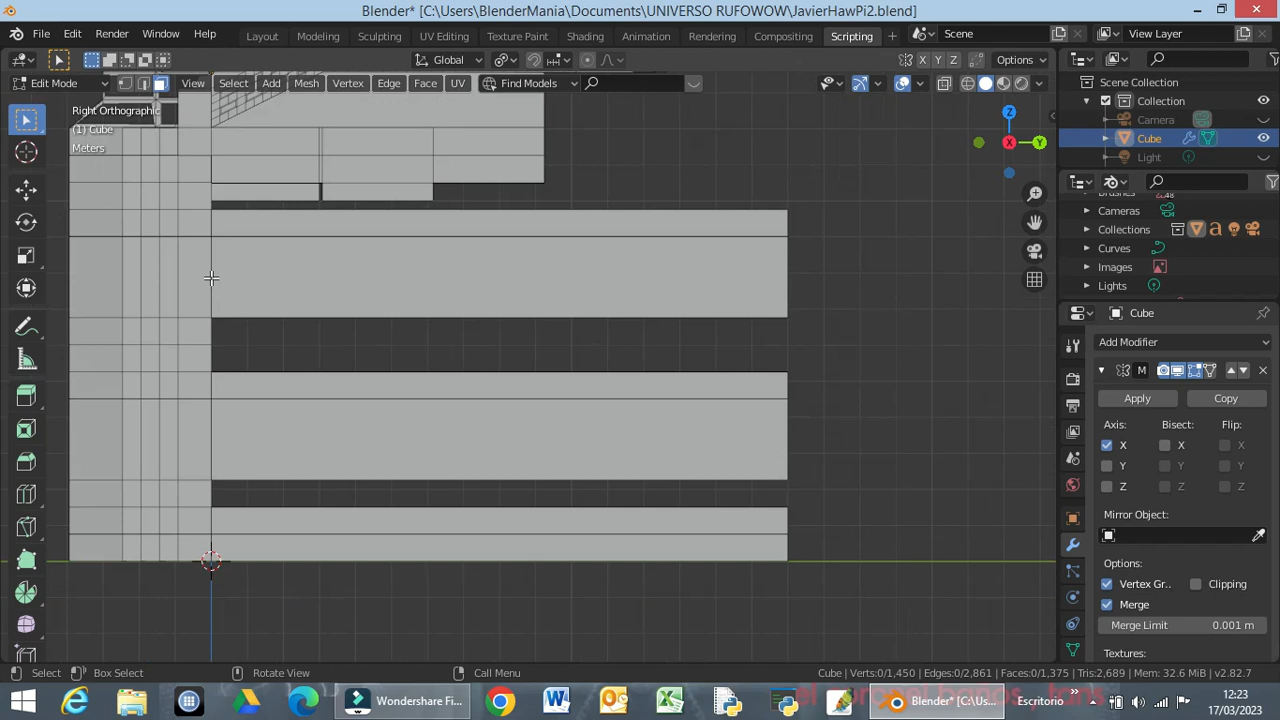 Blender* [C:\Users\BlenderMania\Documents\UNIVERSO RUFOWOW\JavierHawPi2.blend]
File Edit Render Window Help Layout Modeling Sculpting UV Editing Texture Paint Shading Animation Rendering Compositing Scripting Scene View Layer
Global X Y Z Options
Edit Mode View Select Add Mesh Vertex Edge Face UV Find Models
Scene Collection
Right Orthographic Collection
(1) Cube Camera
Meters Cube
Light
Z
X Y
Cameras
Collections
Curves
Images
Lights
Cube
Add Modifier
M
Apply Copy
Axis: Bisect: Flip:
X X X
Y Y Y
Z Z Z
Mirror Object:
Options:
Vertex Gr.. Clipping
Merge
Merge Limit 0.001 m
Textures:
Select Box Select Rotate View Call Menu Cube | Verts:0/1,450 | Edges:0/2,861 | Faces:0/1,375 | Tris:2,689 | Mem: 32.6 MiB | v2.82.7
Wondershare Fi... Blender* [C:\Us... Escritorio 12:23
17/03/2023